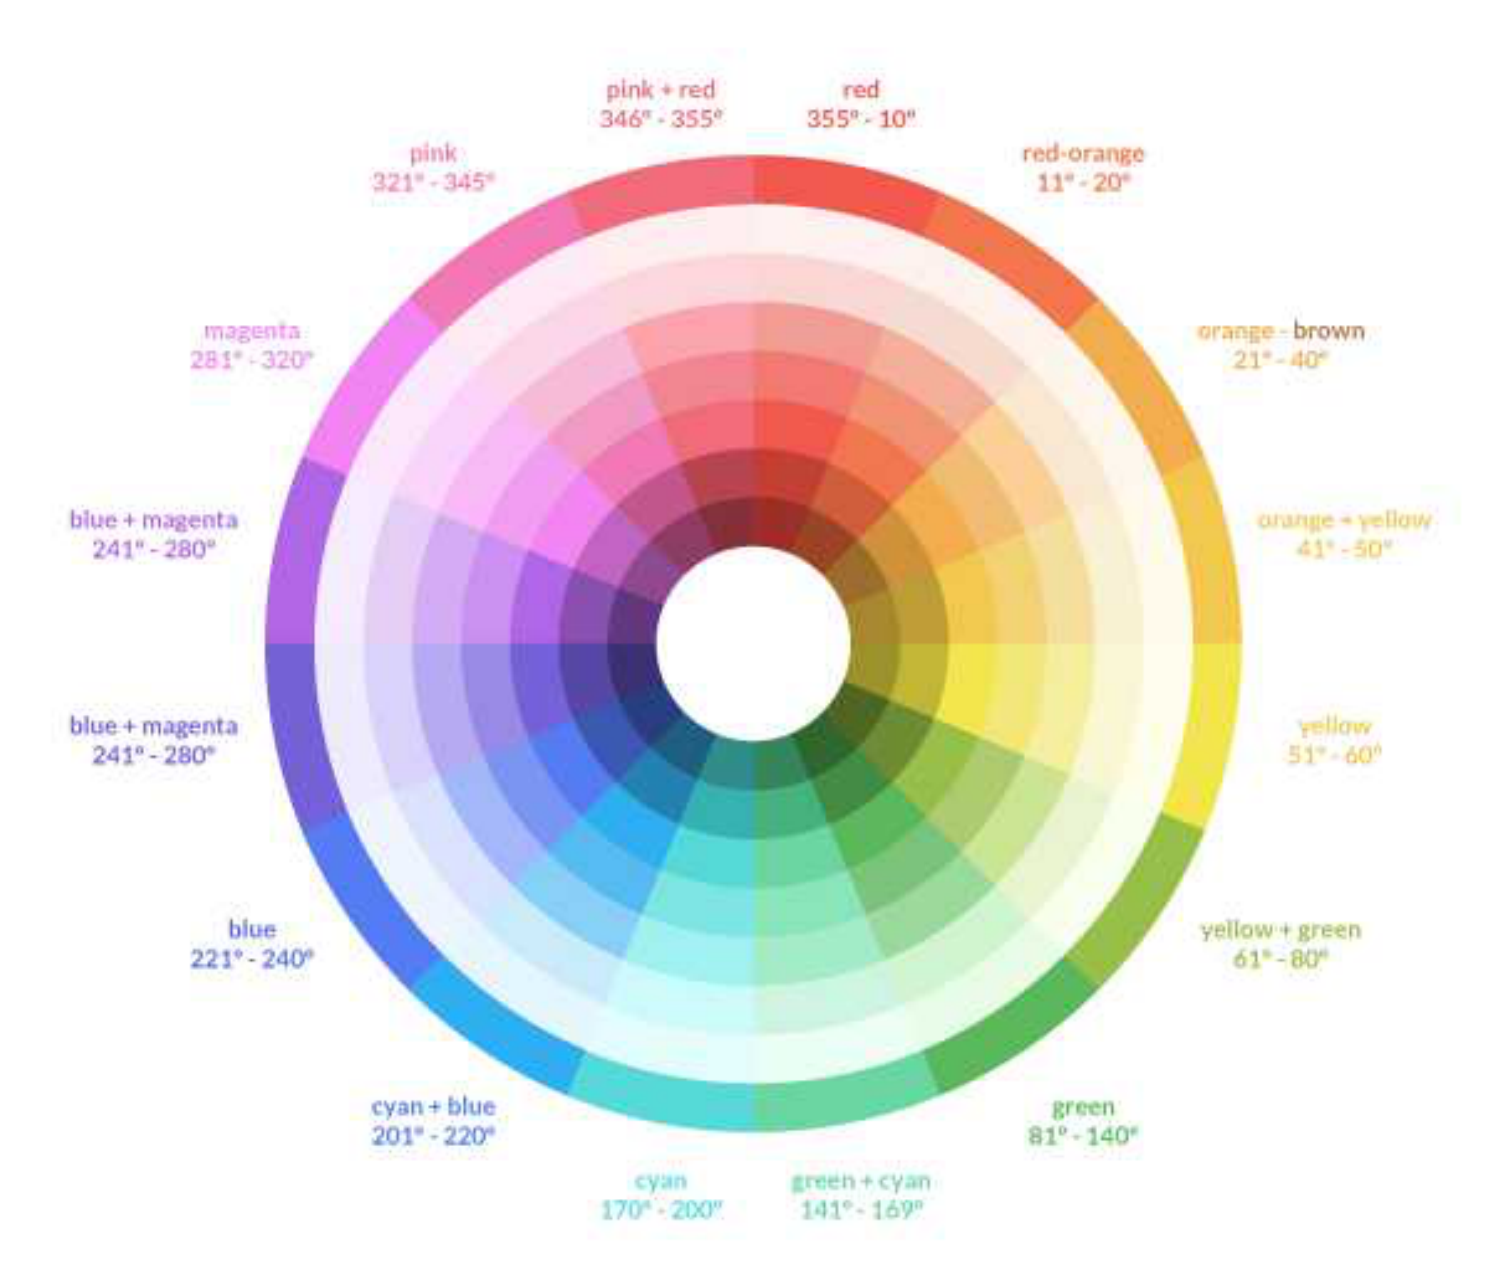 pink + red
346° - 355°
red
355° - 10°
red-orange
11° - 20°
orange - brown
21° - 40°
orange + yellow
41° - 50°
yellow
51° - 60°
yellow + green
61° - 80°
green
81° - 140°
green + cyan
141° - 169°
cyan
170° - 200°
cyan + blue
201° - 220°
blue
221° - 240°
blue + magenta
241° - 280°
blue + magenta
241° - 280°
magenta
281° - 320°
pink
321° - 345°